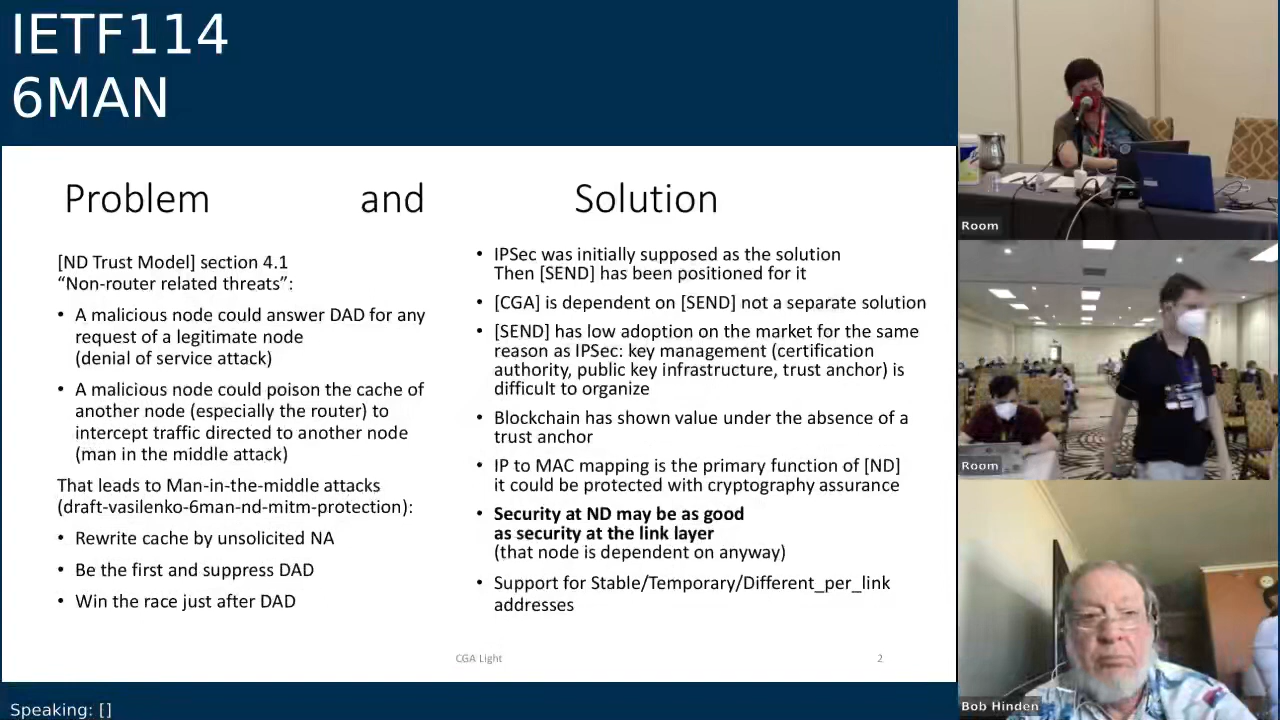 IETF114
6MAN
Problem and Solution
[ND Trust Model] section 4.1
“Non-router related threats”:
• A malicious node could answer DAD for any
request of a legitimate node
(denial of service attack)
• A malicious node could poison the cache of
another node (especially the router) to
intercept traffic directed to another node
(man in the middle attack)
That leads to Man-in-the-middle attacks
(draft-vasilenko-6man-nd-mitm-protection):
• Rewrite cache by unsolicited NA
• Be the first and suppress DAD
• Win the race just after DAD
• IPSec was initially supposed as the solution
Then [SEND] has been positioned for it
• [CGA] is dependent on [SEND] not a separate solution
• [SEND] has low adoption on the market for the same
reason as IPSec: key management (certification
authority, public key infrastructure, trust anchor) is
difficult to organize
• Blockchain has shown value under the absence of a
trust anchor
• IP to MAC mapping is the primary function of [ND]
it could be protected with cryptography assurance
• Security at ND may be as good
as security at the link layer
(that node is dependent on anyway)
• Support for Stable/Temporary/Different_per_link
addresses
CGA Light
2
Speaking: []
Room
Room
Bob Hinden